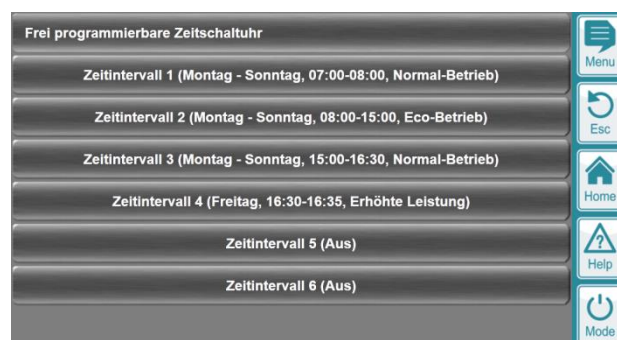 Frei programmierbare Zeitschaltuhr
Menu
Zeitintervall 1 (Montag - Sonntag, 07:00-08:00, Normal-Betrieb)
Zeitintervall 2 (Montag - Sonntag, 08:00-15:00, Eco-Betrieb)
Esc
Zeitintervall 3 (Montag - Sonntag, 15:00-16:30, Normal-Betrieb)
Zeitintervall 4 (Freitag, 16:30-16:35, Erhöhte Leistung)
Home
Zeitintervall 5 (Aus)
?
Help
Zeitintervall 6 (Aus)
Mode